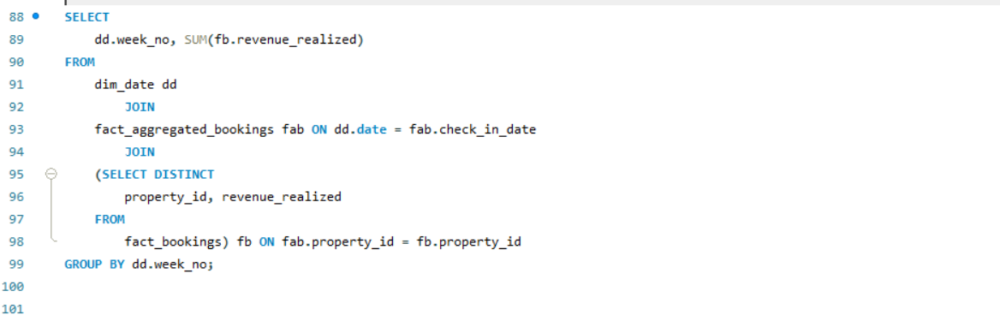 88 SELECT
89 dd.week_no, SUM(fb.revenue_realized)
90 FROM
91 dim_date dd
92 JOIN
93 fact_aggregated_bookings fab ON dd.date = fab.check_in_date
94 JOIN
95 (SELECT DISTINCT
96 property_id, revenue_realized
97 FROM
98 fact_bookings) fb ON fab.property_id = fb.property_id
99 GROUP BY dd.week_no;
100
101